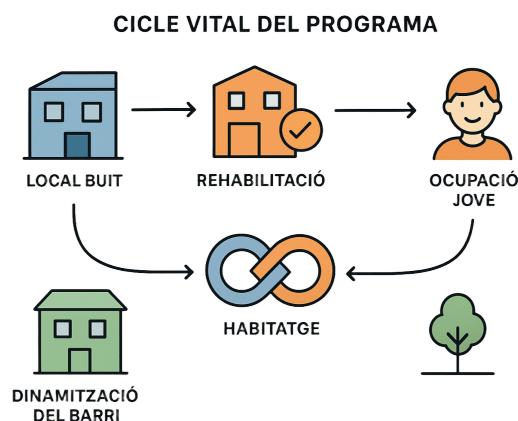 CICLE VITAL DEL PROGRAMA
LOCAL BUIT
REHABILITACIÓ
OCUPACIÓ
JOVE
HABITATGE
DINAMITZACIÓ
DEL BARRI